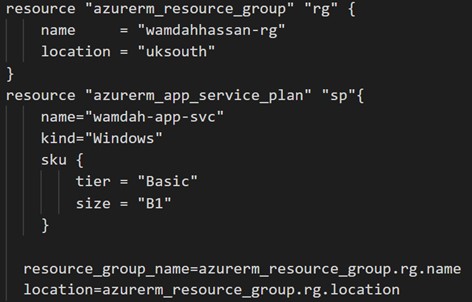 resource "azurerm_resource_group" "rg" {
    name     = "wamdahhassan-rg"
    location = "uksouth"
}
resource "azurerm_app_service_plan" "sp"{
    name="wamdah-app-svc"
    kind="Windows"
    sku {
        tier = "Basic"
        size = "B1"
    }
  resource_group_name=azurerm_resource_group.rg.name
  location=azurerm_resource_group.rg.location